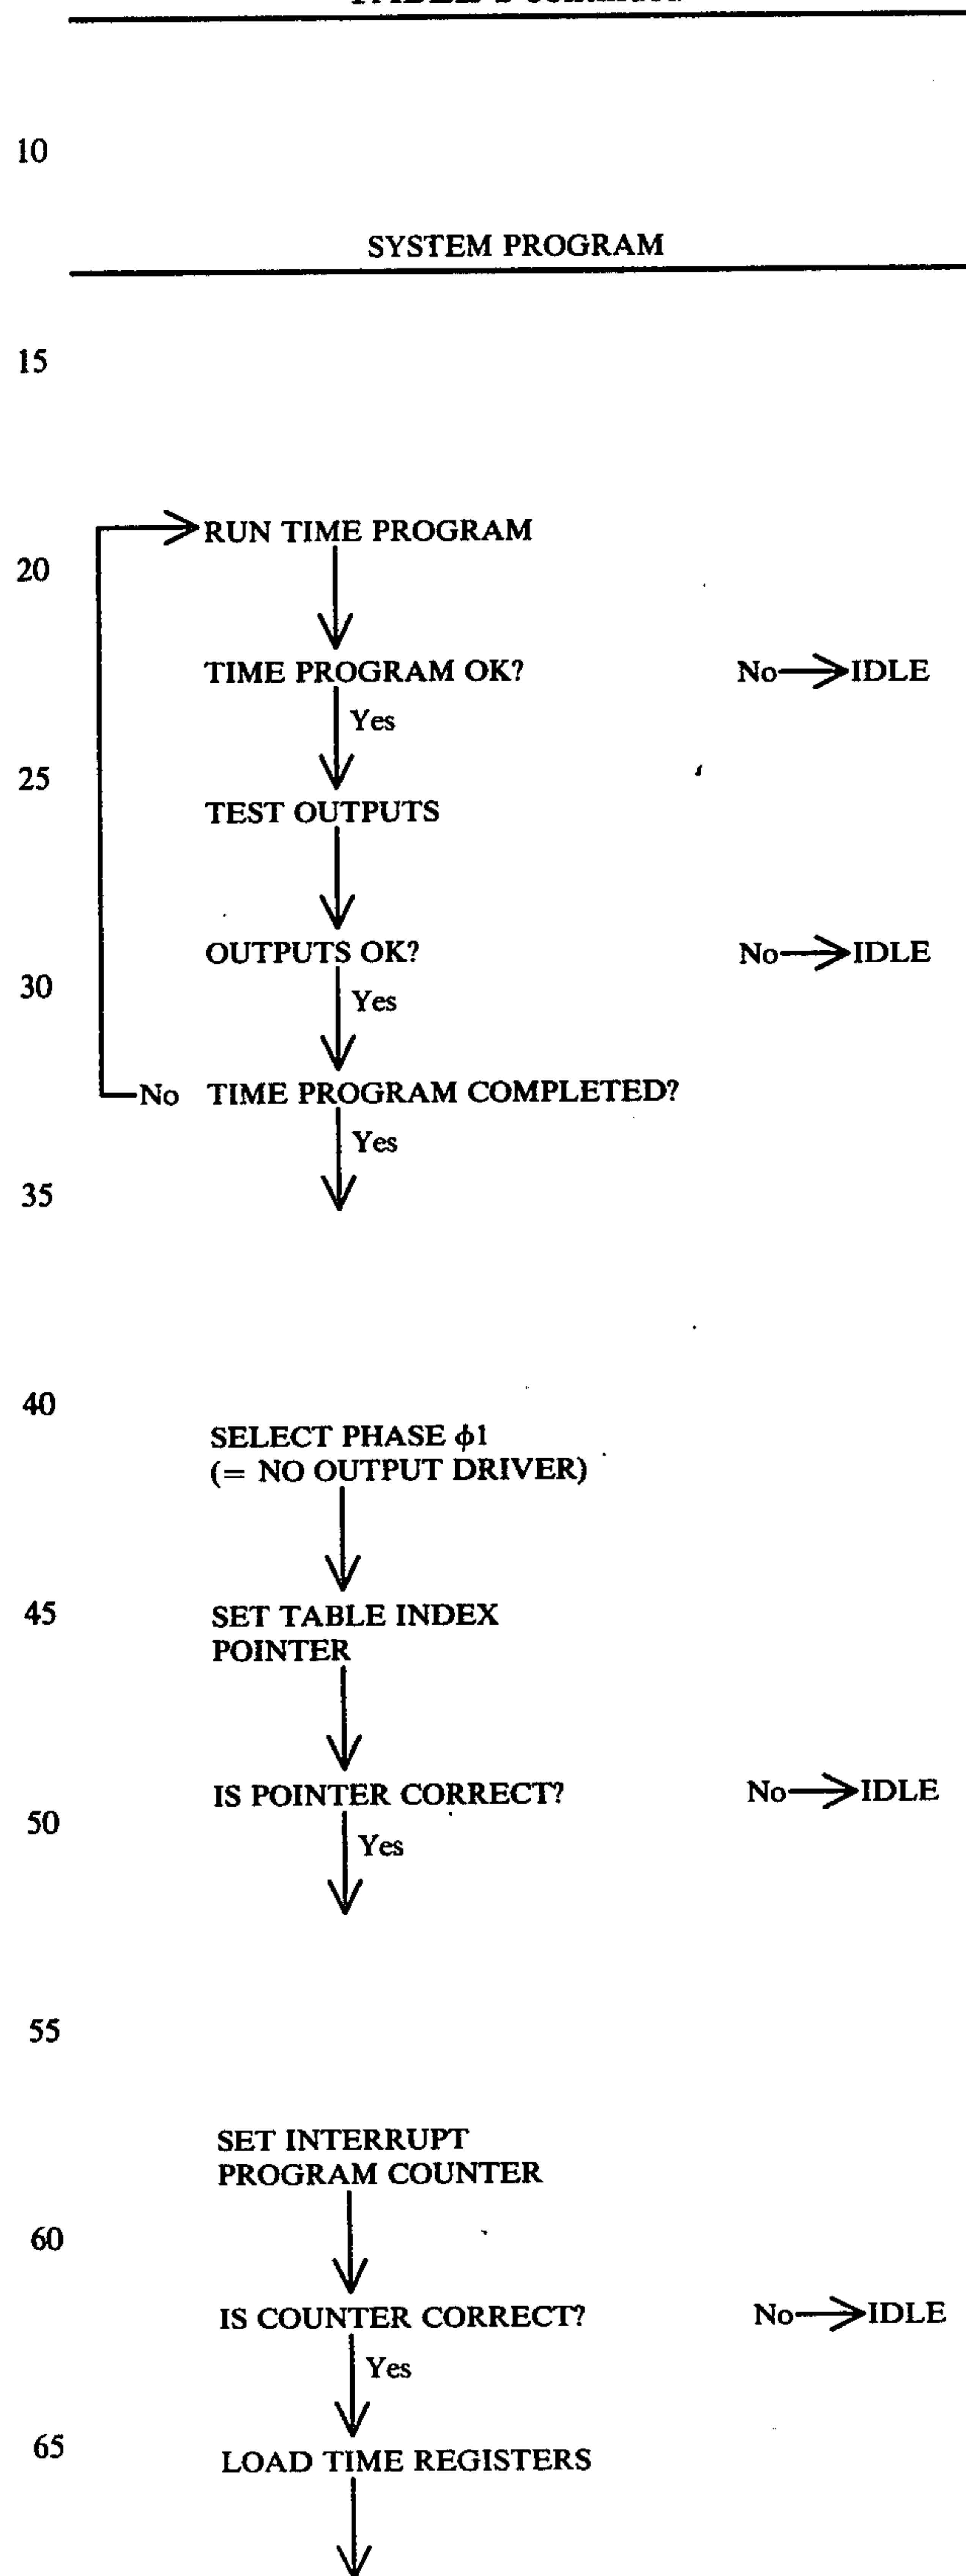 10
SYSTEM PROGRAM
15
RUN TIME PROGRAM
20
TIME PROGRAM OK? No IDLE
Yes
25
TEST OUTPUTS
OUTPUTS OK? No IDLE
30
Yes
No TIME PROGRAM COMPLETED?
Yes
35
40
SELECT PHASE ϕ1
(= NO OUTPUT DRIVER)
45 SET TABLE INDEX
POINTER
IS POINTER CORRECT? No IDLE
50
Yes
55
SET INTERRUPT
PROGRAM COUNTER
60
IS COUNTER CORRECT? No IDLE
Yes
65 LOAD TIME REGISTERS